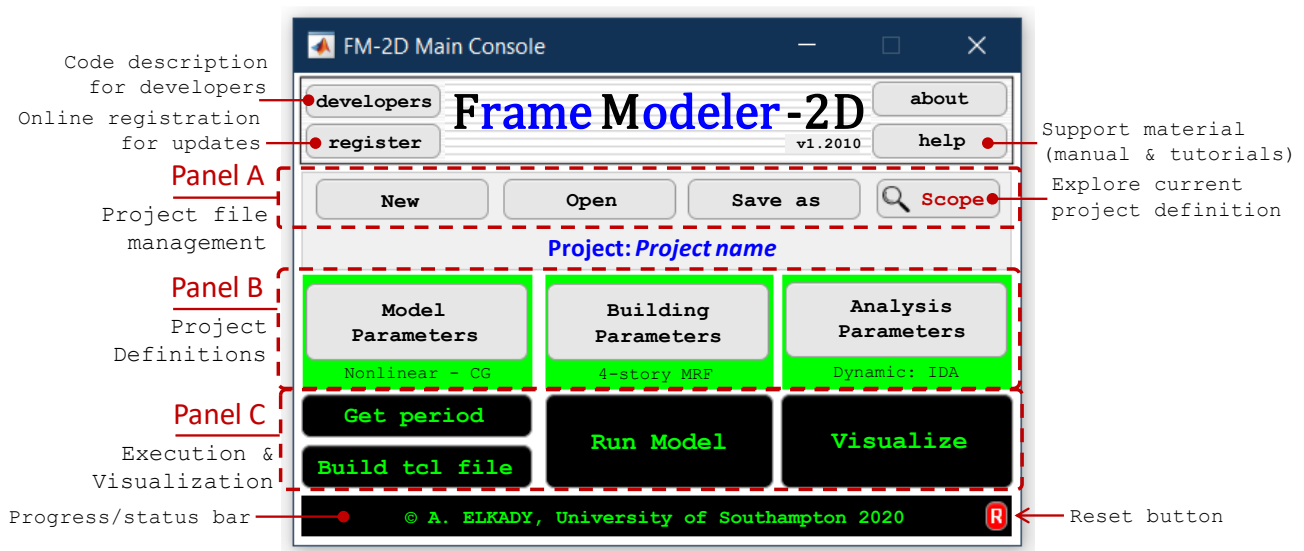 FM-2D Main Console
Code description
for developers
developers
Frame Modeler-2D
about
Online registration
for updates
register
v1.2010
help
Support material
(manual & tutorials)
Panel A
Project file
management
New
Open
Save as
Scope
Explore current
project definition
Project: Project name
Panel B
Project
Definitions
Model
Parameters
Building
Parameters
Analysis
Parameters
Nonlinear - CG
4-story MRF
Dynamic: IDA
Panel C
Execution &
Visualization
Get period
Build tcl file
Run Model
Visualize
Progress/status bar
© A. ELKADY, University of Southampton 2020
R
Reset button